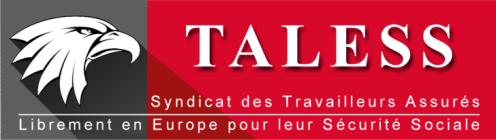 TALESS
Syndicat des Travailleurs Assurés
Librement en Europe pour leur Sécurité Sociale